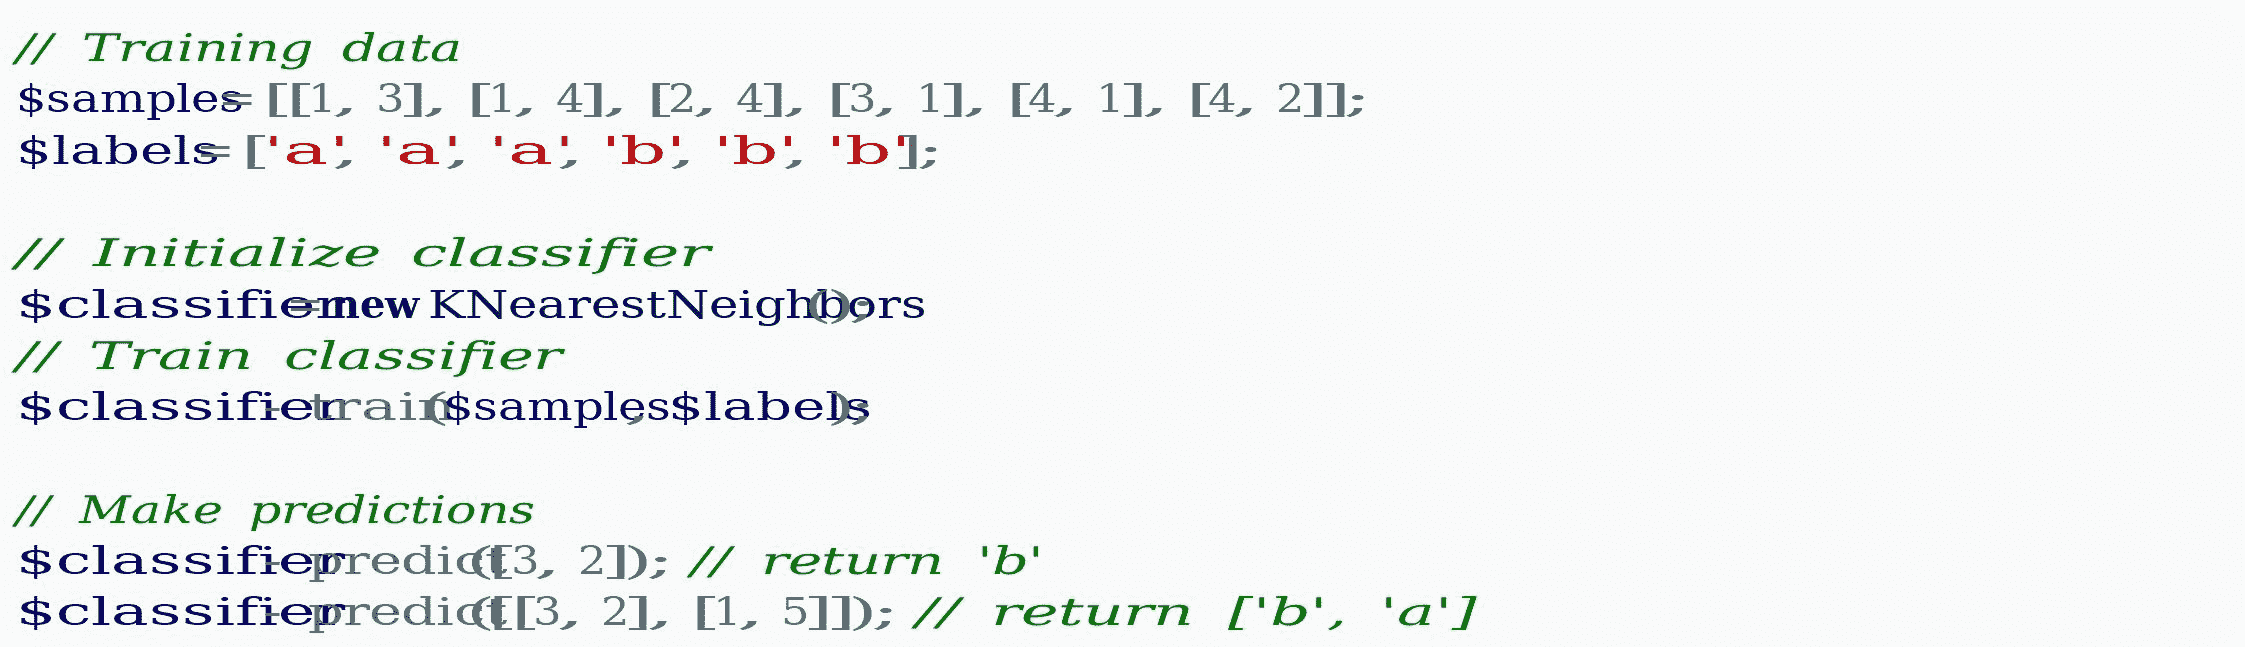 // Training data
$samples = [[1, 3], [1, 4], [2, 4], [3, 1], [4, 1], [4, 2]];
$labels = ['a', 'a', 'a', 'b', 'b', 'b'];
// Initialize classifier
$classifier = new KNearestNeighbors();
// Train classifier
$classifier- train($samples, $labels);
// Make predictions
$classifier- predict([3, 2]); // return 'b'
$classifier- predict([[3, 2], [1, 5]]); // return ['b', 'a']